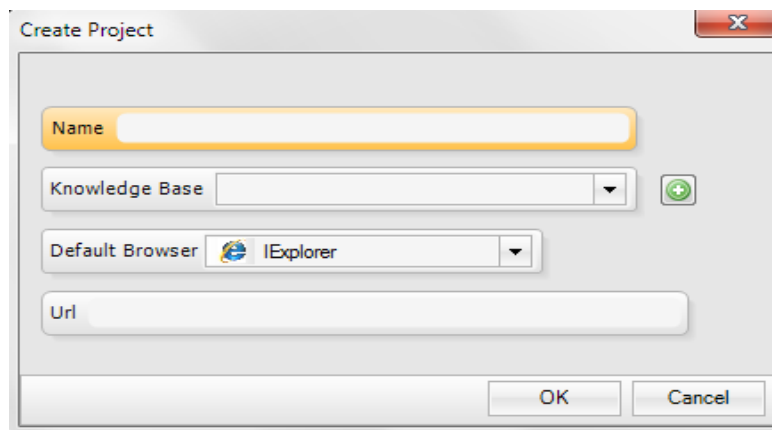 Create Project
Name
Knowledge Base
Default Browser IExplorer
Url
OK Cancel